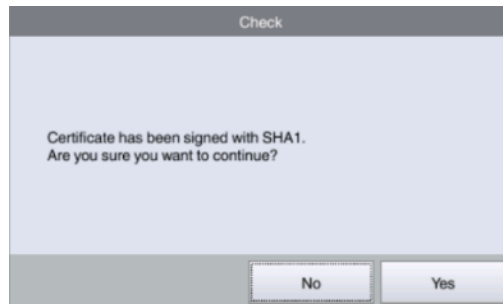 Check
Certificate has been signed with SHA1.
Are you sure you want to continue?
No
Yes